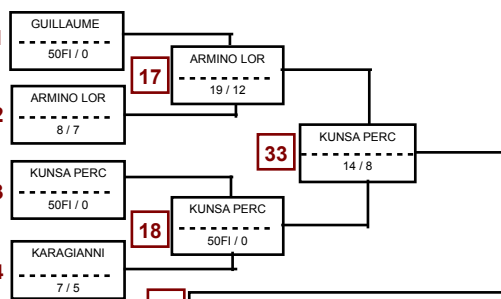 GUILLAUME
50FI / 0
17
ARMINO LOR
19 / 12
ARMINO LOR
8 / 7
33
KUNSA PERC
14 / 8
KUNSA PERC
50FI / 0
18
KUNSA PERC
50FI / 0
KARAGIANNI
7 / 5